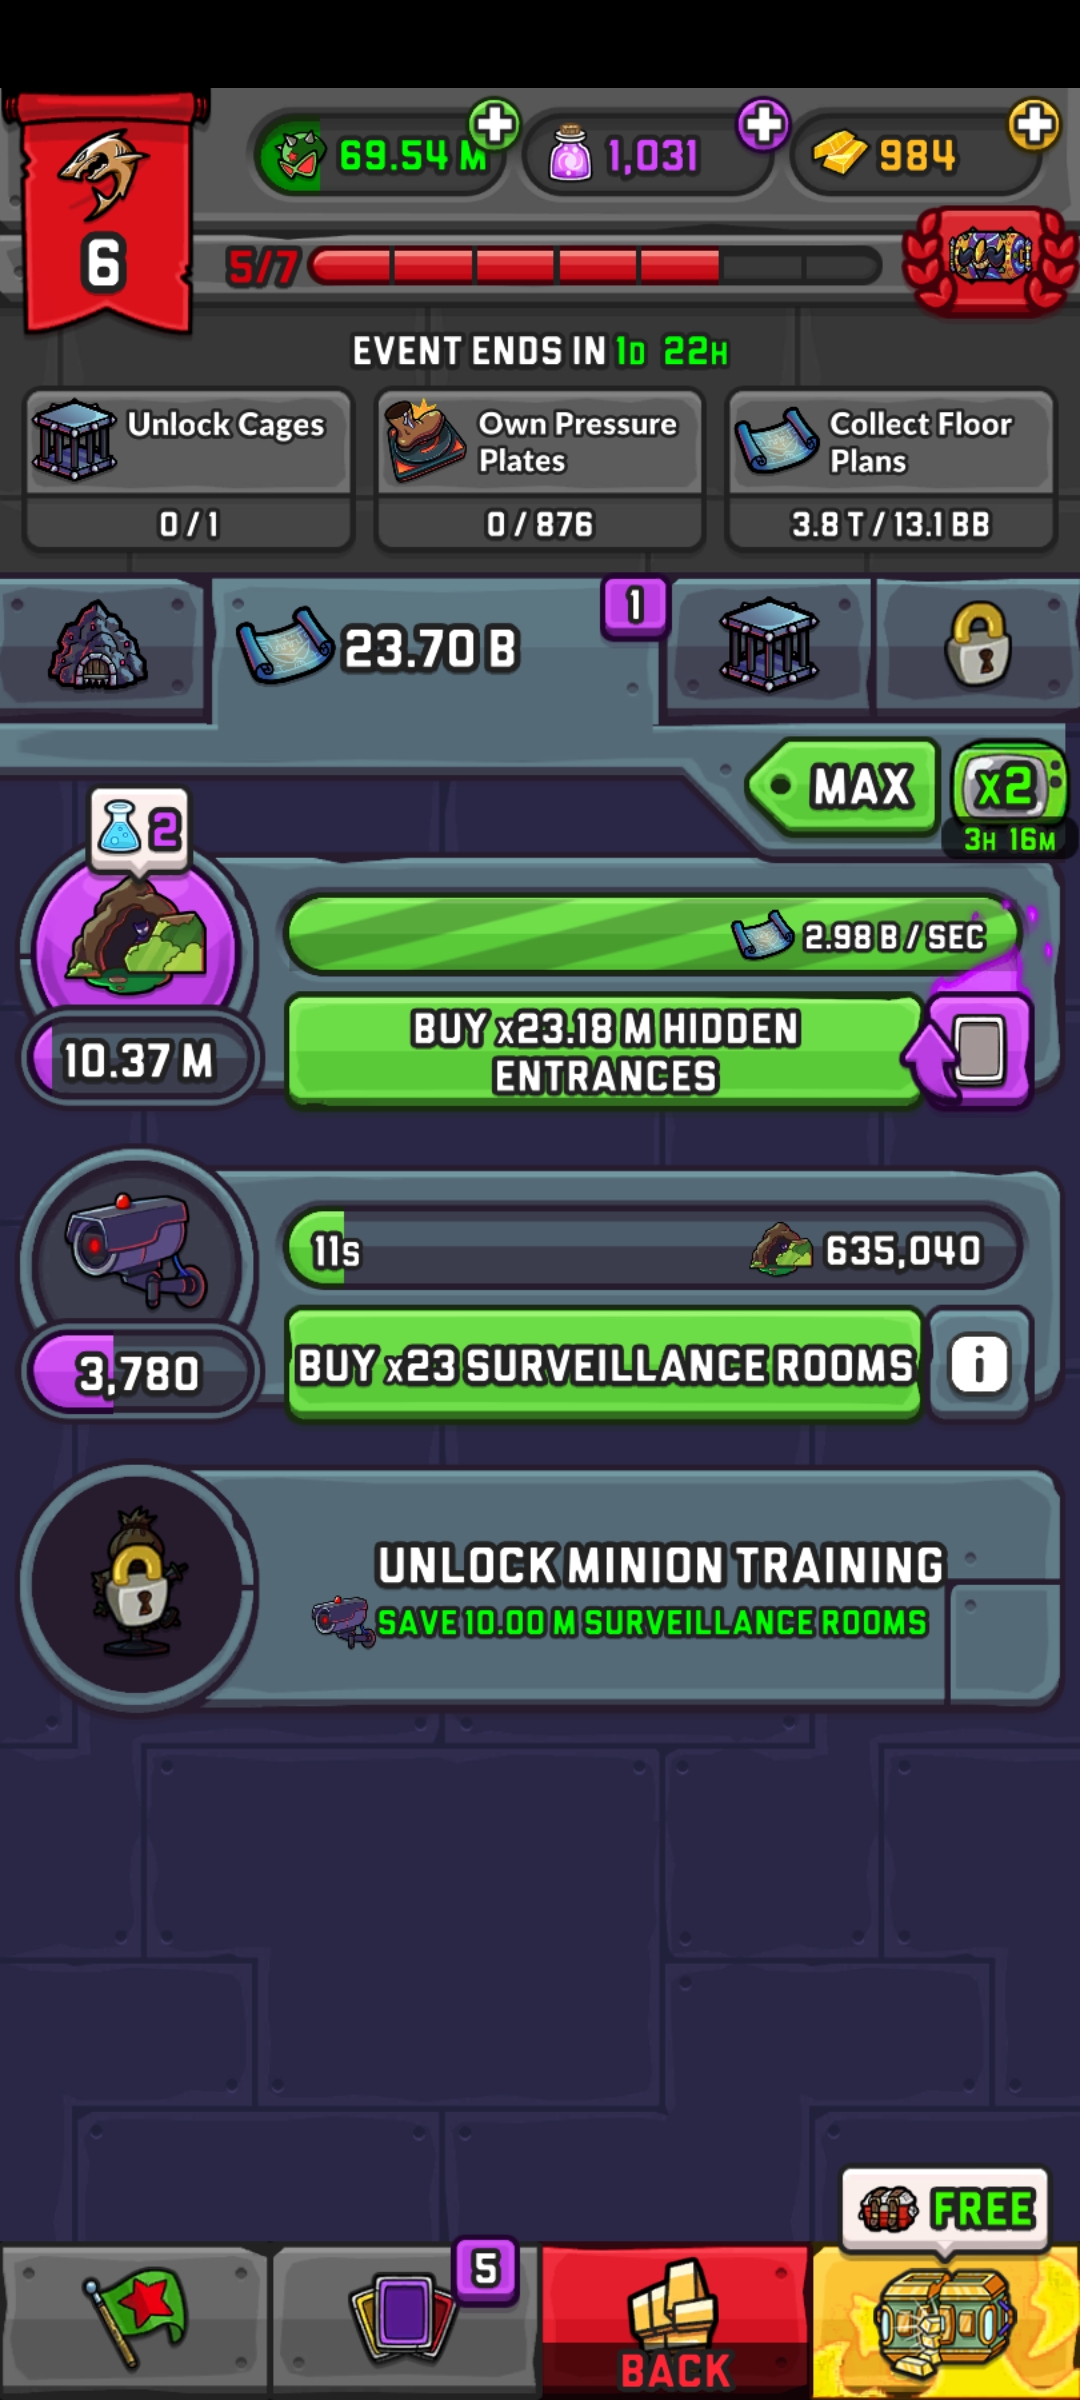 69.54 M
1,031
984
6
5/7
EVENT ENDS IN 1D 22H
Unlock Cages
0 / 1
Own Pressure
Plates
0 / 876
Collect Floor
Plans
3.8 T / 13.1 BB
23.70 B
1
MAX
x2
3H 16M
2
2.98 B / SEC
10.37 M
BUY x23.18 M HIDDEN
ENTRANCES
11s
635,040
3,780
BUY x23 SURVEILLANCE ROOMS
i
UNLOCK MINION TRAINING
SAVE 10.00 M SURVEILLANCE ROOMS
FREE
5
BACK